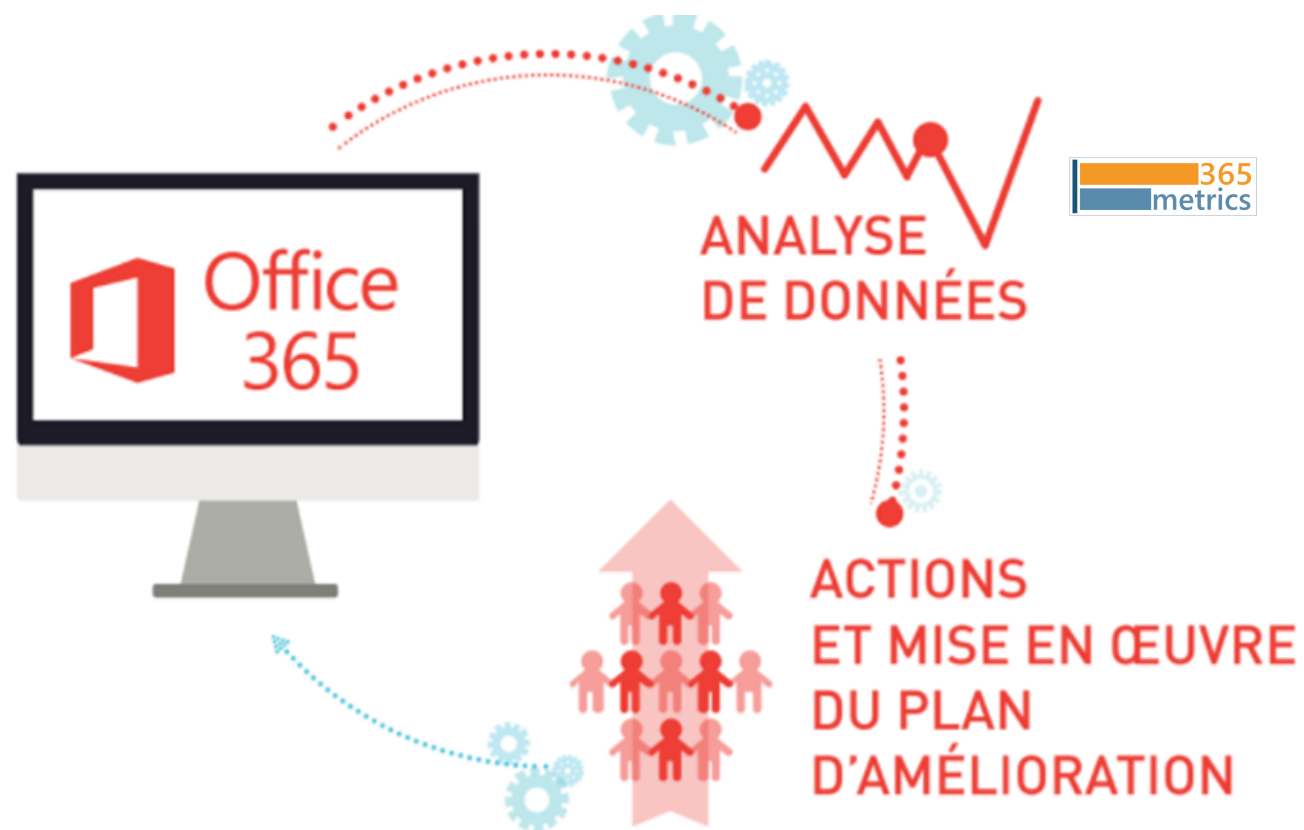 Office
365
ANALYSE
DE DONNÉES
365
metrics
ACTIONS
ET MISE EN ŒUVRE
DU PLAN
D’AMÉLIORATION